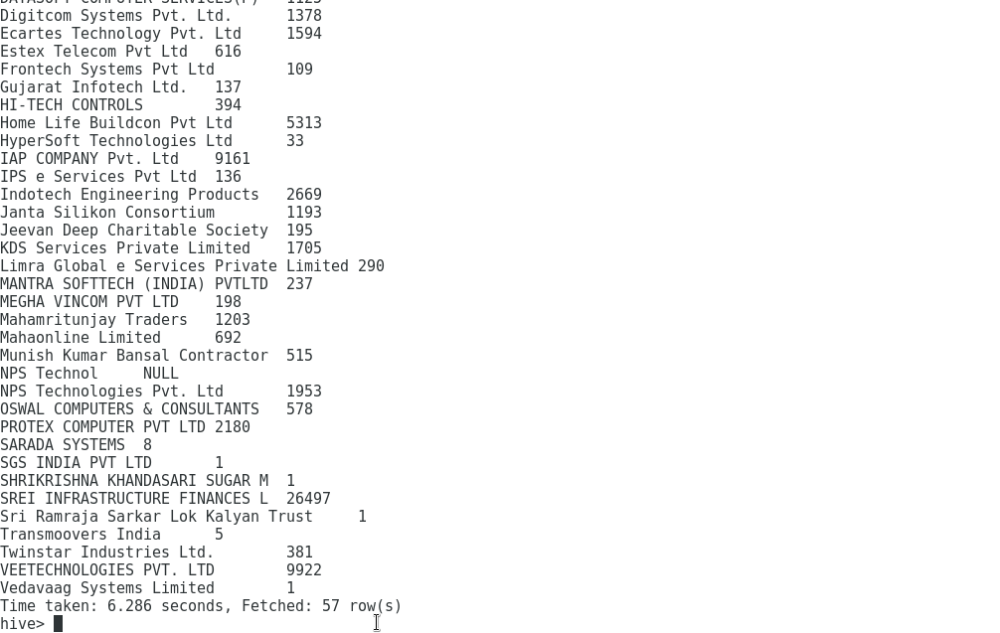 DATASOFT COMPUTER SERVICES(P)	1125
Digitcom Systems Pvt. Ltd.	1378
Ecartes Technology Pvt. Ltd	1594
Estex Telecom Pvt Ltd	616
Frontech Systems Pvt Ltd	109
Gujarat Infotech Ltd.	137
HI-TECH CONTROLS	394
Home Life Buildcon Pvt Ltd	5313
HyperSoft Technologies Ltd	33
IAP COMPANY Pvt. Ltd	9161
IPS e Services Pvt Ltd	136
Indotech Engineering Products	2669
Janta Silikon Consortium	1193
Jeevan Deep Charitable Society	195
KDS Services Private Limited	1705
Limra Global e Services Private Limited	290
MANTRA SOFTTECH (INDIA) PVTLTD	237
MEGHA VINCOM PVT LTD	198
Mahamritunjay Traders	1203
Mahaonline Limited	692
Munish Kumar Bansal Contractor	515
NPS Technol	NULL
NPS Technologies Pvt. Ltd	1953
OSWAL COMPUTERS & CONSULTANTS	578
PROTEX COMPUTER PVT LTD	2180
SARADA SYSTEMS	8
SGS INDIA PVT LTD	1
SHRIKRISHNA KHANDASARI SUGAR M	1
SREI INFRASTRUCTURE FINANCES L	26497
Sri Ramraja Sarkar Lok Kalyan Trust	1
Transmoovers India	5
Twinstar Industries Ltd.	381
VEETECHNOLOGIES PVT. LTD	9922
Vedavaag Systems Limited	1
Time taken: 6.286 seconds, Fetched: 57 row(s)
hive>